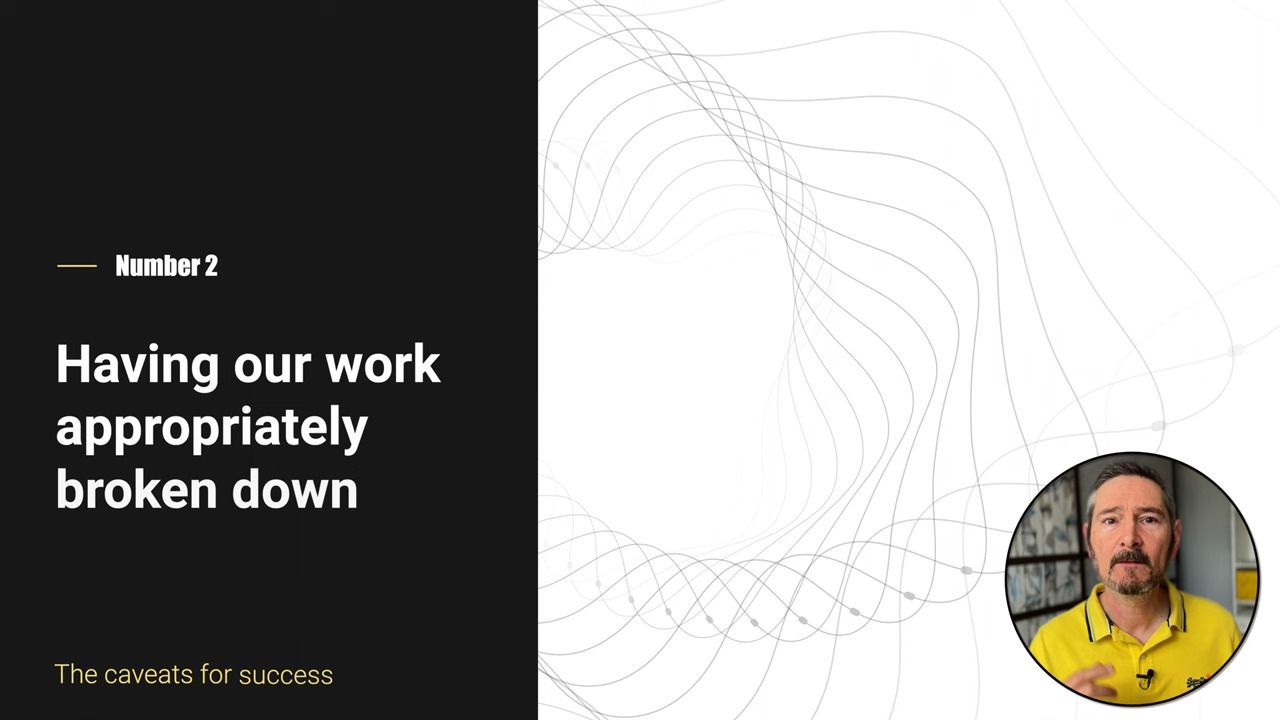 Number 2
Having our work
appropriately
broken down
The caveats for success